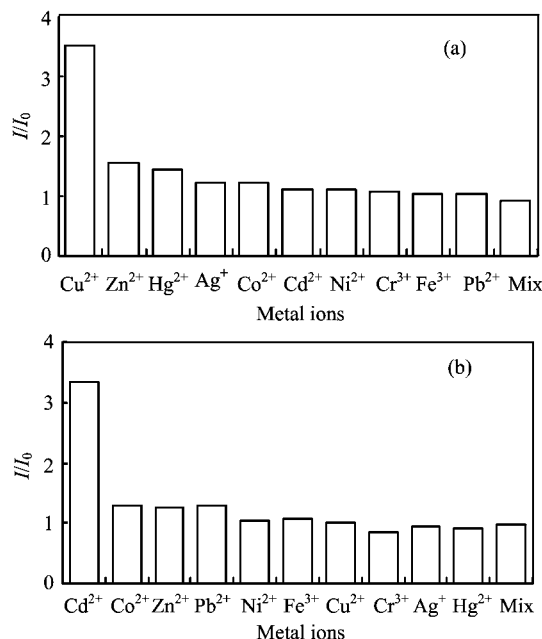 4
(a)
3
I/I₀
2
1
0
Cu²⁺ Zn²⁺ Hg²⁺ Ag⁺ Co²⁺ Cd²⁺ Ni²⁺ Cr³⁺ Fe³⁺ Pb²⁺ Mix
Metal ions
4
(b)
3
I/I₀
2
1
0
Cd²⁺ Co²⁺ Zn²⁺ Pb²⁺ Ni²⁺ Fe³⁺ Cu²⁺ Cr³⁺ Ag⁺ Hg²⁺ Mix
Metal ions